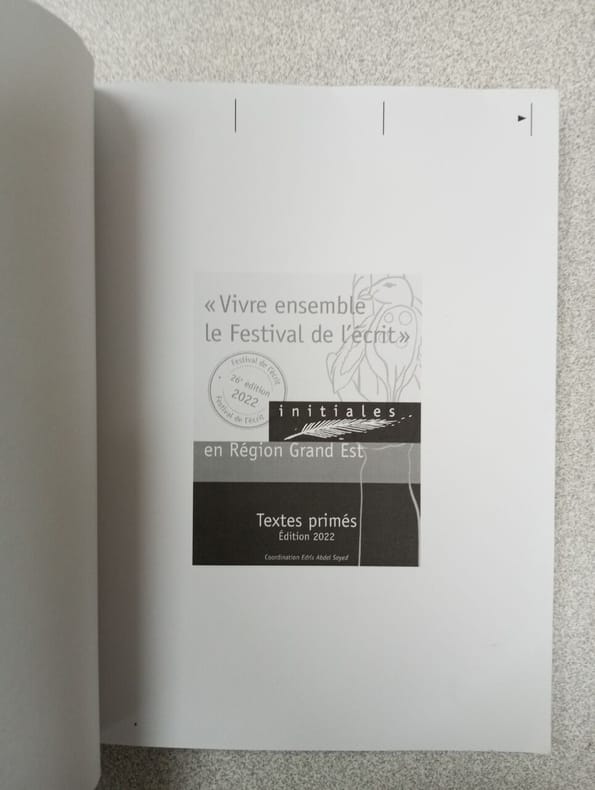 « Vivre ensemble
le Festival de l'écrit »
Festival de l'écrit
26e édition
2022
Festival de l'écrit
initiales
en Région Grand Est
Textes primés
Édition 2022
Coordination Edris Abdel Sayed